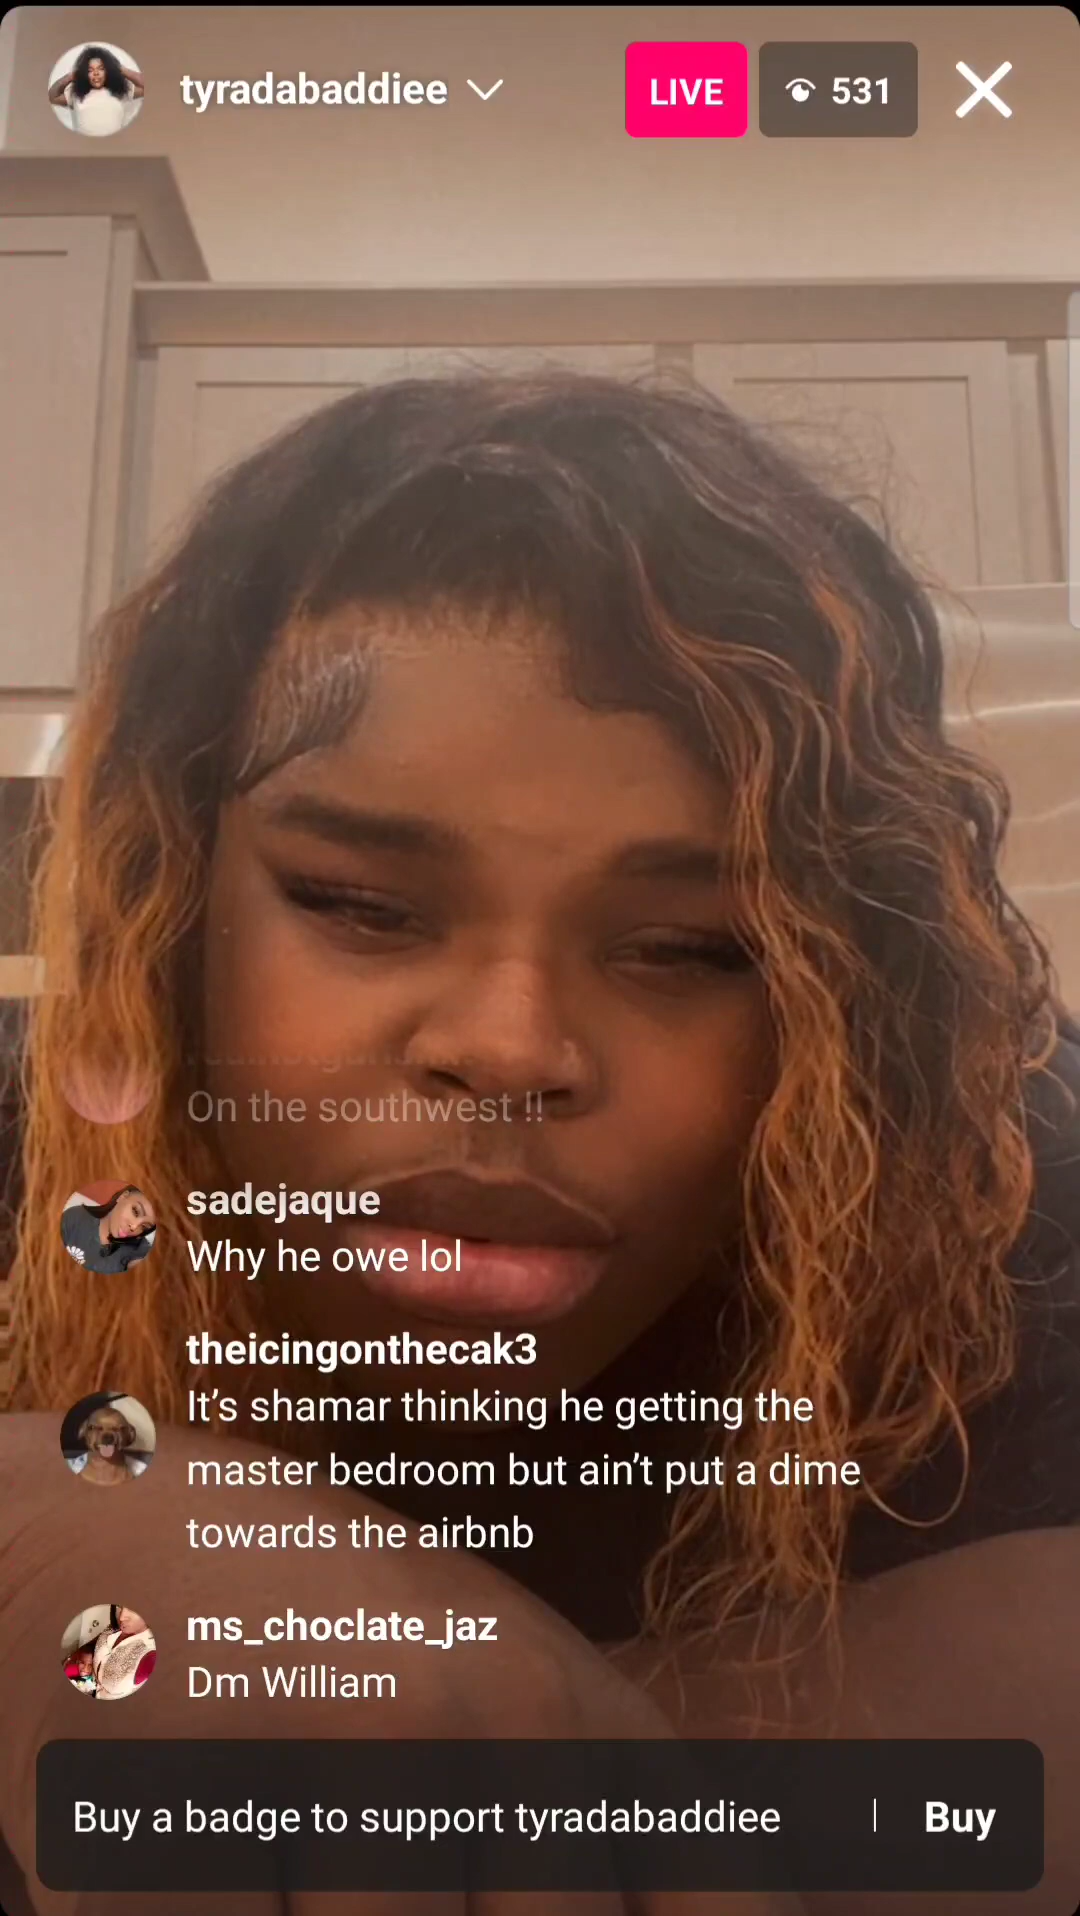 tyradabaddiee
LIVE
531
On the southwest !!
sadejaque
Why he owe lol
theicingonthecak3
It’s shamar thinking he getting the
master bedroom but ain’t put a dime
towards the airbnb
ms_choclate_jaz
Dm William
Buy a badge to support tyradabaddiee | Buy